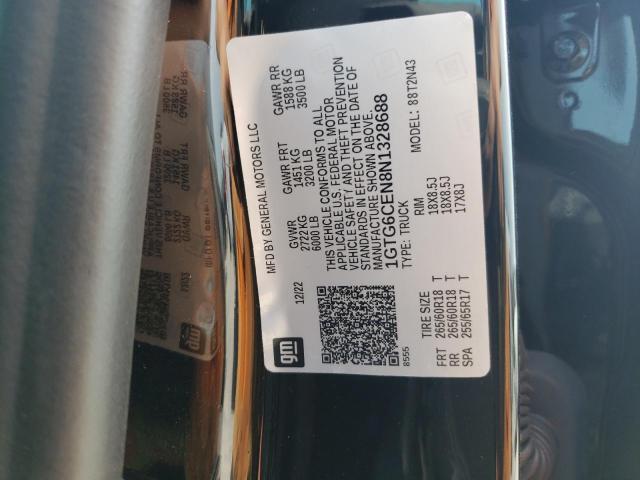 MFD BY GENERAL MOTORS LLC
12/22
GVWR GAWR FRT GAWR RR
2722 KG 1451 KG 1588 KG
6000 LB 3200 LB 3500 LB
THIS VEHICLE CONFORMS TO ALL
APPLICABLE U.S. FEDERAL MOTOR
VEHICLE SAFETY AND THEFT PREVENTION
STANDARDS IN EFFECT ON THE DATE OF
MANUFACTURE SHOWN ABOVE.
1GTG6CEN8N1328688
TYPE: TRUCK MODEL: 88T2N43
gm
8555
TIRE SIZE RIM
FRT 265/60R18 T 18X8.5J
RR 265/60R18 T 18X8.5J
SPA 255/65R17 T 17X8J